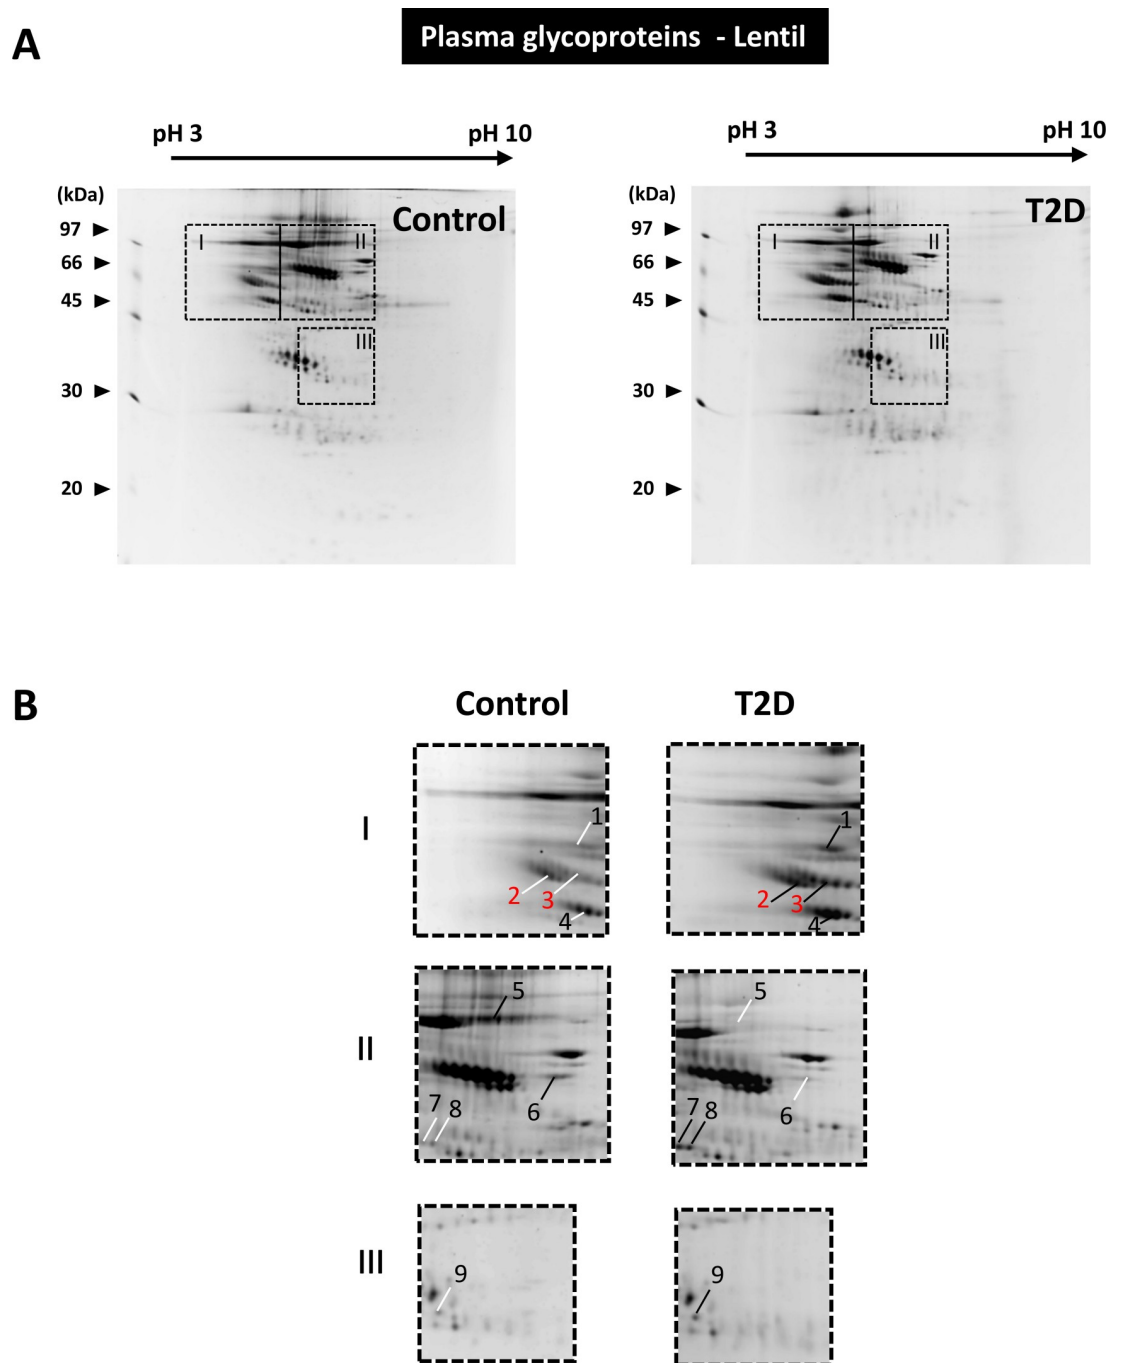 A
Plasma glycoproteins - Lentil
pH 3 pH 10
pH 3 pH 10
(kDa)
97
66
45
30
20
Control
I
II
III
(kDa)
97
66
45
30
20
T2D
I
II
III
B
Control
T2D
I
1
2
3
4
1
2
3
4
II
5
6
7
8
5
6
7
8
III
9
9